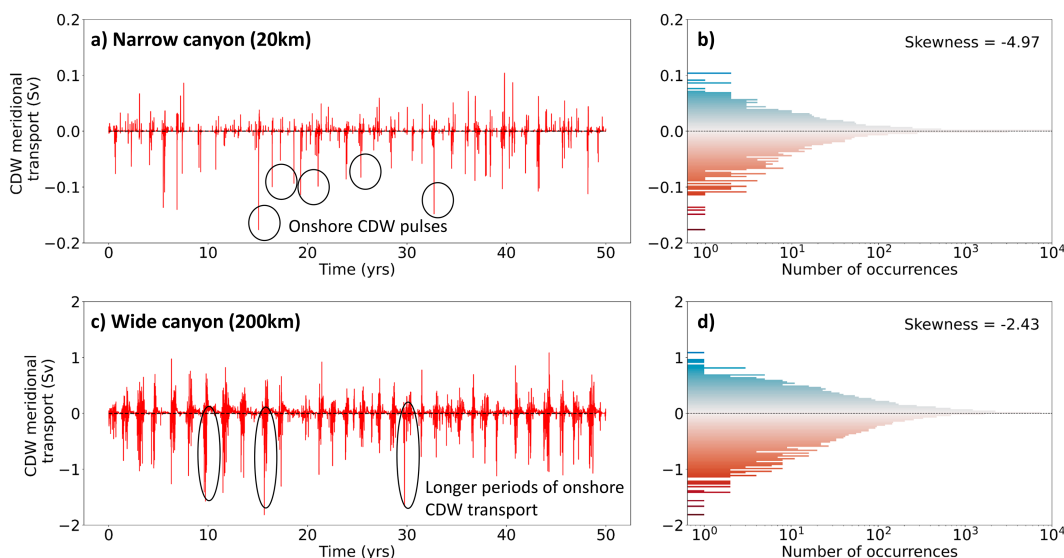 a) Narrow canyon (20km)
CDW meridional
transport (Sv)
0.2
0.1
0.0
−0.1
−0.2
Onshore CDW pulses
0 10 20 30 40 50
Time (yrs)
b)
Skewness = -4.97
0.2
0.1
0.0
−0.1
−0.2
10⁰ 10¹ 10² 10³ 10⁴
Number of occurrences
c) Wide canyon (200km)
CDW meridional
transport (Sv)
2
1
0
−1
−2
Longer periods of onshore
CDW transport
0 10 20 30 40 50
Time (yrs)
d)
Skewness = -2.43
2
1
0
−1
−2
10⁰ 10¹ 10² 10³ 10⁴
Number of occurrences